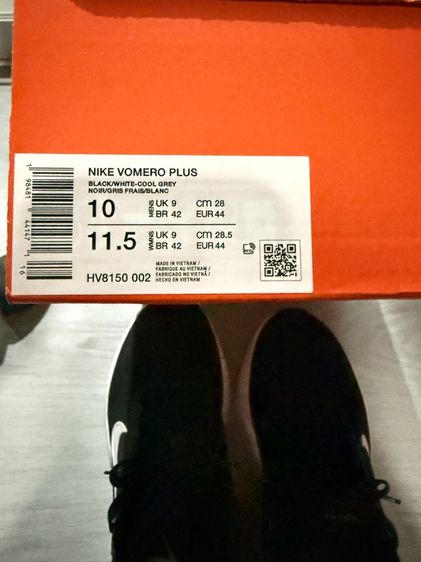 NIKE VOMERO PLUS
BLACK/WHITE-COOL GREY
NOIR/GRIS FRAIS/BLANC
10 MENS UK 9 cm 28
BR 42 EUR 44
11.5 WMNS UK 9 cm 28.5
BR 42 EUR 44
HV8150 002
MADE IN VIETNAM /
FABRIQUE AU VIETNAM /
FABRICADO NO VIETNÃ /
HECHO EN VIETNAM